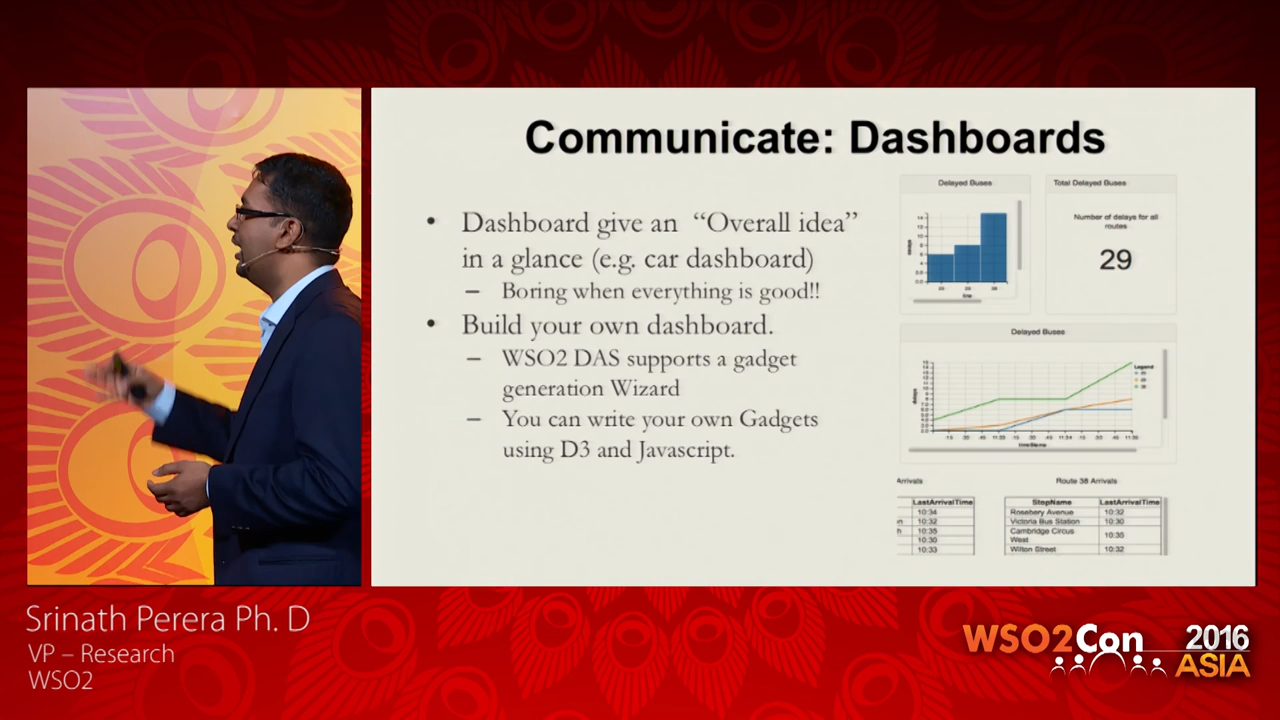 Communicate: Dashboards
• Dashboard give an “Overall idea”
in a glance (e.g. car dashboard)
– Boring when everything is good!!
• Build your own dashboard.
– WSO2 DAS supports a gadget
generation Wizard
– You can write your own Gadgets
using D3 and Javascript.
Delayed Buses
Total Delayed Buses
Number of delays for all
routes
29
Delayed Buses
Legend
Arrivals
LastArrivalTime
10:34
10:32
10:35
10:30
10:33
Route 38 Arrivals
StopName LastArrivalTime
Rosebery Avenue 10:32
Victoria Bus Station 10:30
Cambridge Circus
West 10:35
Wilton Street 10:32
Srinath Perera Ph. D
VP – Research
WSO2
WSO2Con 2016
ASIA